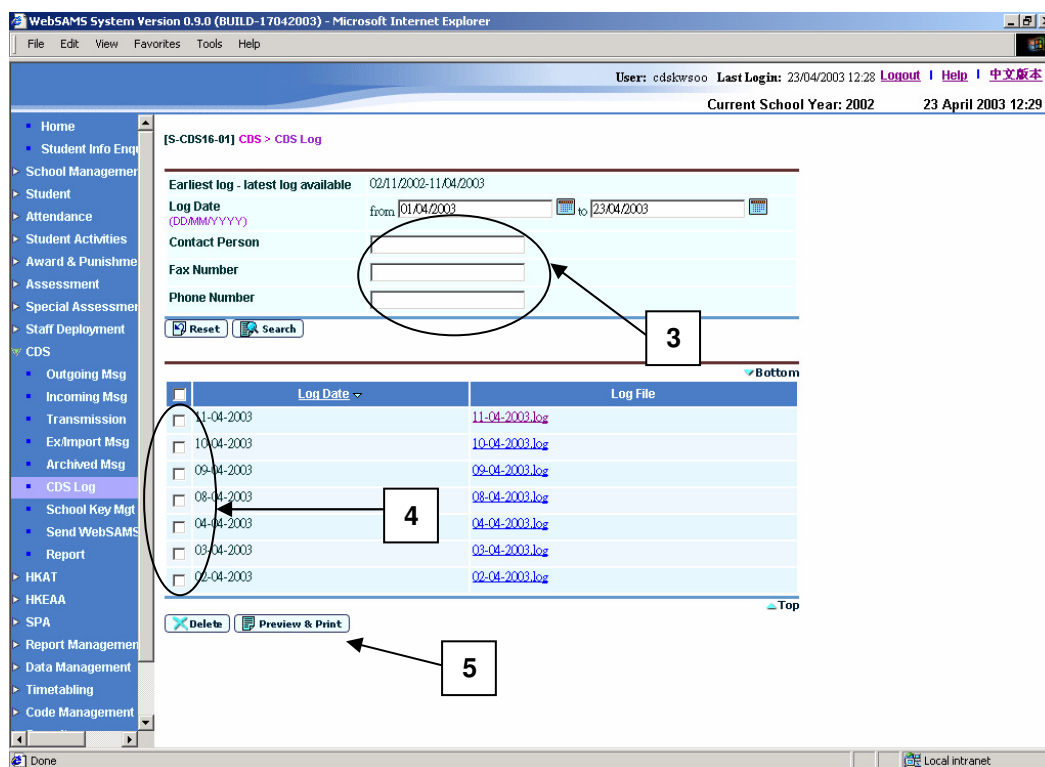 WebSAMS System Version 0.9.0 (BUILD-17042003) - Microsoft Internet Explorer
File Edit View Favorites Tools Help
User: cdskwsoo Last Login: 23/04/2003 12:28 Logout | Help | 中文版本
Current School Year: 2002 23 April 2003 12:29
Home
Student Info Enqu
School Managemen
Student
Attendance
Student Activities
Award & Punishme
Assessment
Special Assessmen
Staff Deployment
CDS
Outgoing Msg
Incoming Msg
Transmission
Ex/Import Msg
Archived Msg
CDS Log
School Key Mgt
Send WebSAMS
Report
HKAT
HKEAA
SPA
Report Managemen
Data Management
Timetabling
Code Management
[S-CDS16-01] CDS > CDS Log
Earliest log - latest log available 02/11/2002-11/04/2003
Log Date from 01/04/2003 to 23/04/2003
(DD/MM/YYYY)
Contact Person
Fax Number
Phone Number
3
Reset Search
Bottom
Log Date Log File
11-04-2003 11-04-2003.log
10-04-2003 10-04-2003.log
09-04-2003 09-04-2003.log
08-04-2003 08-04-2003.log
4
04-04-2003 04-04-2003.log
03-04-2003 03-04-2003.log
02-04-2003 02-04-2003.log
Top
Delete Preview & Print
5
Done Local intranet